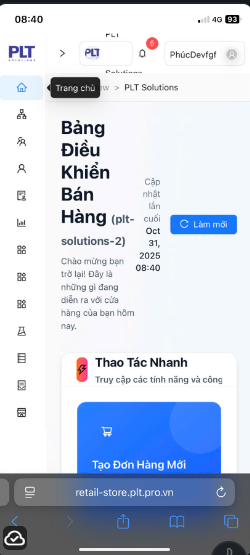 08:40
4G 93
PLT
SOLUTIONS
PLT
PLT
Solutions
5
PhúcDevfgf
Trang chủ
> PLT Solutions
Bảng
Điều
Khiển
Bán
Hàng (plt-
solutions-2)
Chào mừng bạn
trở lại! Đây là
những gì đang
diễn ra với cửa
hàng của bạn hôm
nay.
Cập
nhật
lần
cuối
Oct
31,
2025
08:40
Làm mới
Thao Tác Nhanh
Truy cập các tính năng và công
Tạo Đơn Hàng Mới
retail-store.plt.pro.vn